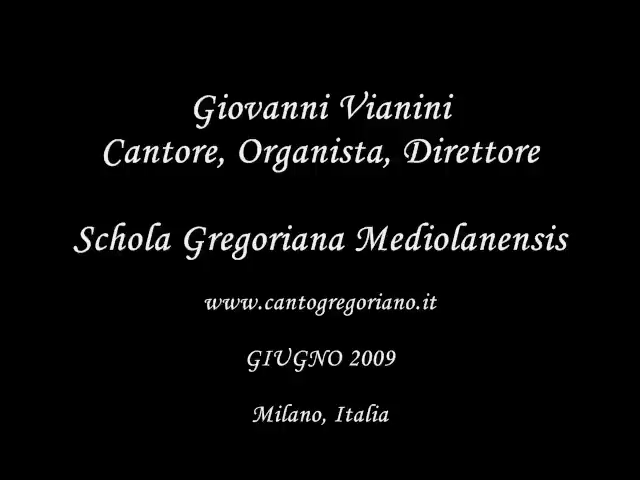 Giovanni Vianini
Cantore, Organista, Direttore
Schola Gregoriana Mediolanensis
www.cantogregoriano.it
GIUGNO 2009
Milano, Italia